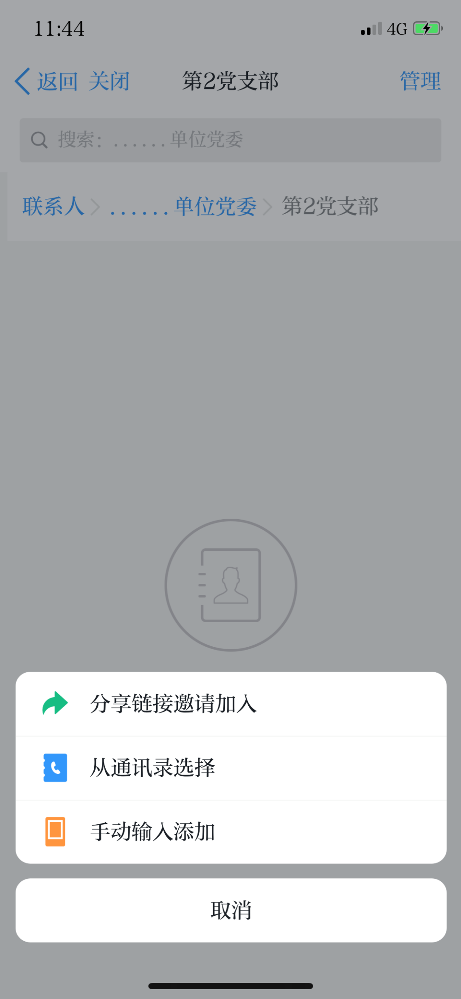 11:44 4G
返回 关闭 第2党支部 管理
搜索：......单位党委
联系人 ......单位党委 第2党支部
分享链接邀请加入
从通讯录选择
手动输入添加
取消